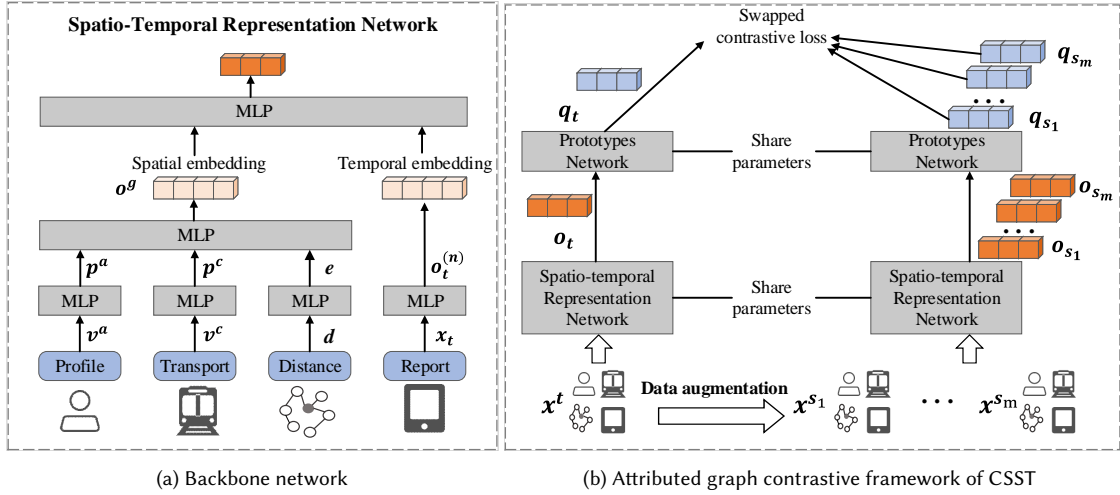 Spatio-Temporal Representation Network
MLP
Spatial embedding
Temporal embedding
o^g
MLP
p^a
p^c
e
o_t^{(n)}
MLP
MLP
MLP
MLP
v^a
v^c
d
x_t
Profile
Transport
Distance
Report
(a) Backbone network
Swapped
contrastive loss
q_{s_m}
q_t
q_{s_1}
Prototypes
Network
Share
parameters
Prototypes
Network
o_{s_m}
o_t
o_{s_1}
Spatio-temporal
Representation
Network
Share
parameters
Spatio-temporal
Representation
Network
x^t
Data augmentation
x^{s_1}
x^{s_m}
(b) Attributed graph contrastive framework of CSST